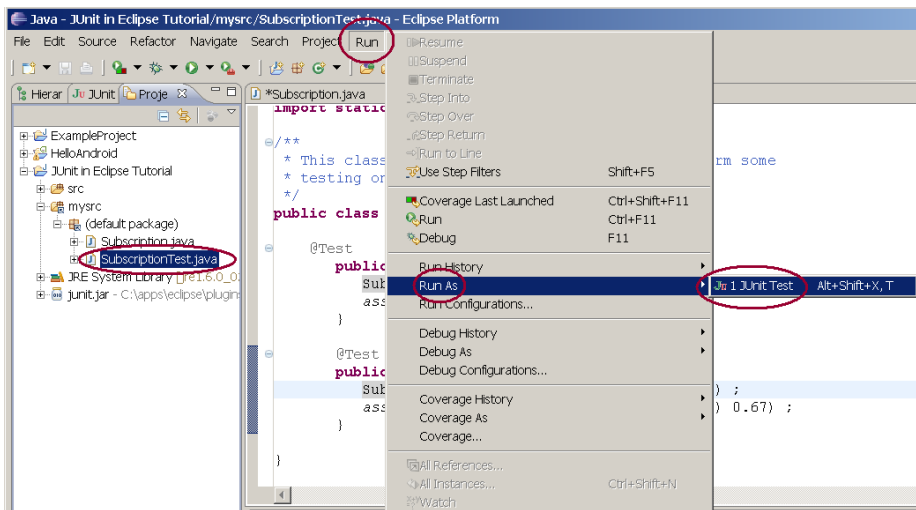 Java - JUnit in Eclipse Tutorial/mysrc/SubscriptionTest.java - Eclipse Platform
File Edit Source Refactor Navigate Search Project Run
Hierar JUnit Proje
ExampleProject
HelloAndroid
JUnit in Eclipse Tutorial
src
mysrc
(default package)
Subscription.java
SubscriptionTest.java
JRE System Library [jre1.6.0_0
junit.jar - C:\apps\eclipse\plugin
*Subscription.java
import static
/**
* This class rm some
* testing on
*/
public class
@Test
public
Sub
ass
}
@Test
public
Sub ) ;
ass ) 0.67) ;
}
}
Resume
Suspend
Terminate
Step Into
Step Over
Step Return
Run to Line
Use Step Filters Shift+F5
Coverage Last Launched Ctrl+Shift+F11
Run Ctrl+F11
Debug F11
Run History
Run As
Run Configurations...
Debug History
Debug As
Debug Configurations...
Coverage History
Coverage As
Coverage...
All References...
All Instances... Ctrl+Shift+N
Watch
1 JUnit Test Alt+Shift+X, T